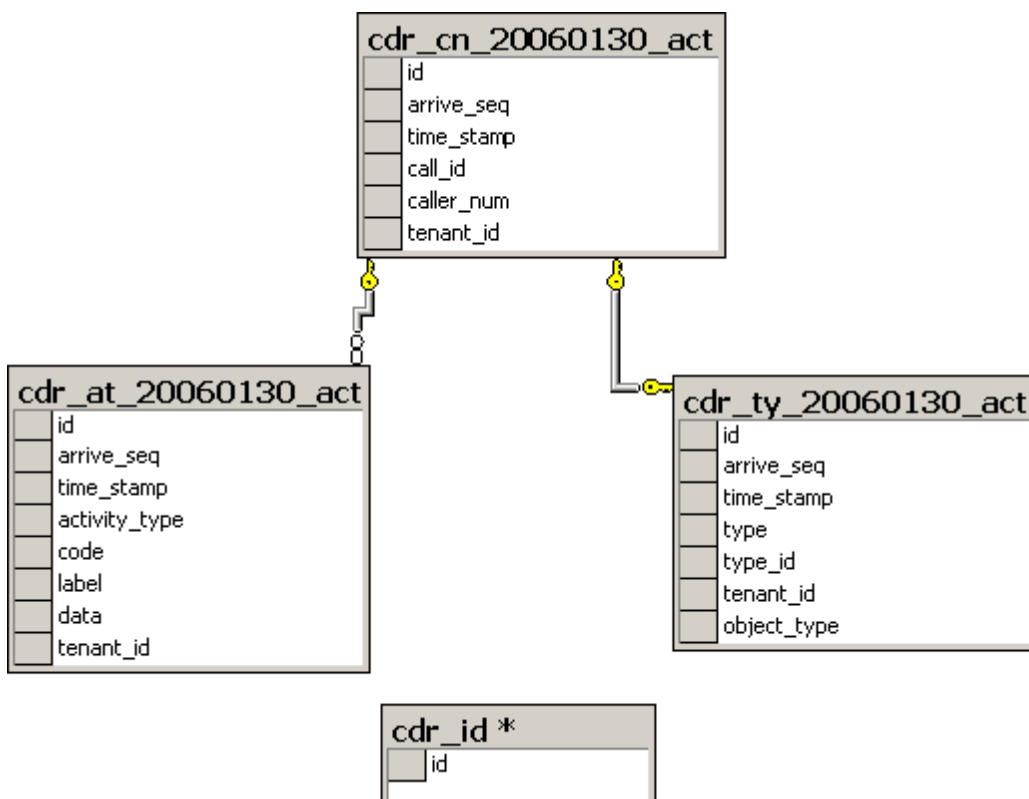 cdr_cn_20060130_act
id
arrive_seq
time_stamp
call_id
caller_num
tenant_id
cdr_at_20060130_act
id
arrive_seq
time_stamp
activity_type
code
label
data
tenant_id
cdr_ty_20060130_act
id
arrive_seq
time_stamp
type
type_id
tenant_id
object_type
cdr_id *
id